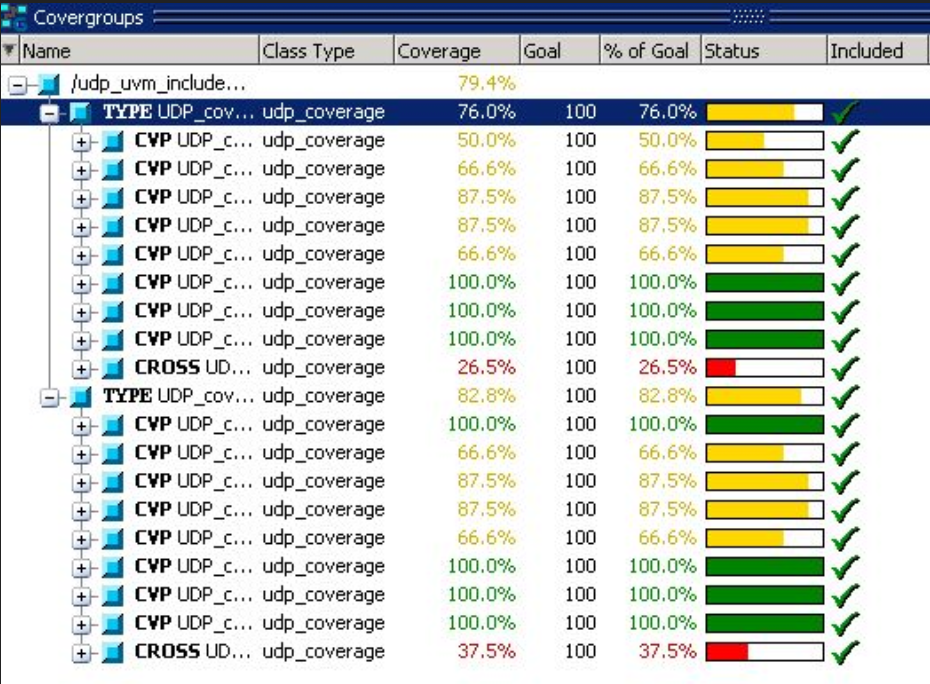 Covergroups
Name Class Type Coverage Goal % of Goal Status Included
/udp_uvm_include... 79.4%
TYPE UDP_cov... udp_coverage 76.0% 100 76.0%
CVP UDP_c... udp_coverage 50.0% 100 50.0%
CVP UDP_c... udp_coverage 66.6% 100 66.6%
CVP UDP_c... udp_coverage 87.5% 100 87.5%
CVP UDP_c... udp_coverage 87.5% 100 87.5%
CVP UDP_c... udp_coverage 66.6% 100 66.6%
CVP UDP_c... udp_coverage 100.0% 100 100.0%
CVP UDP_c... udp_coverage 100.0% 100 100.0%
CVP UDP_c... udp_coverage 100.0% 100 100.0%
CROSS UD... udp_coverage 26.5% 100 26.5%
TYPE UDP_cov... udp_coverage 82.8% 100 82.8%
CVP UDP_c... udp_coverage 100.0% 100 100.0%
CVP UDP_c... udp_coverage 66.6% 100 66.6%
CVP UDP_c... udp_coverage 87.5% 100 87.5%
CVP UDP_c... udp_coverage 87.5% 100 87.5%
CVP UDP_c... udp_coverage 66.6% 100 66.6%
CVP UDP_c... udp_coverage 100.0% 100 100.0%
CVP UDP_c... udp_coverage 100.0% 100 100.0%
CVP UDP_c... udp_coverage 100.0% 100 100.0%
CROSS UD... udp_coverage 37.5% 100 37.5%